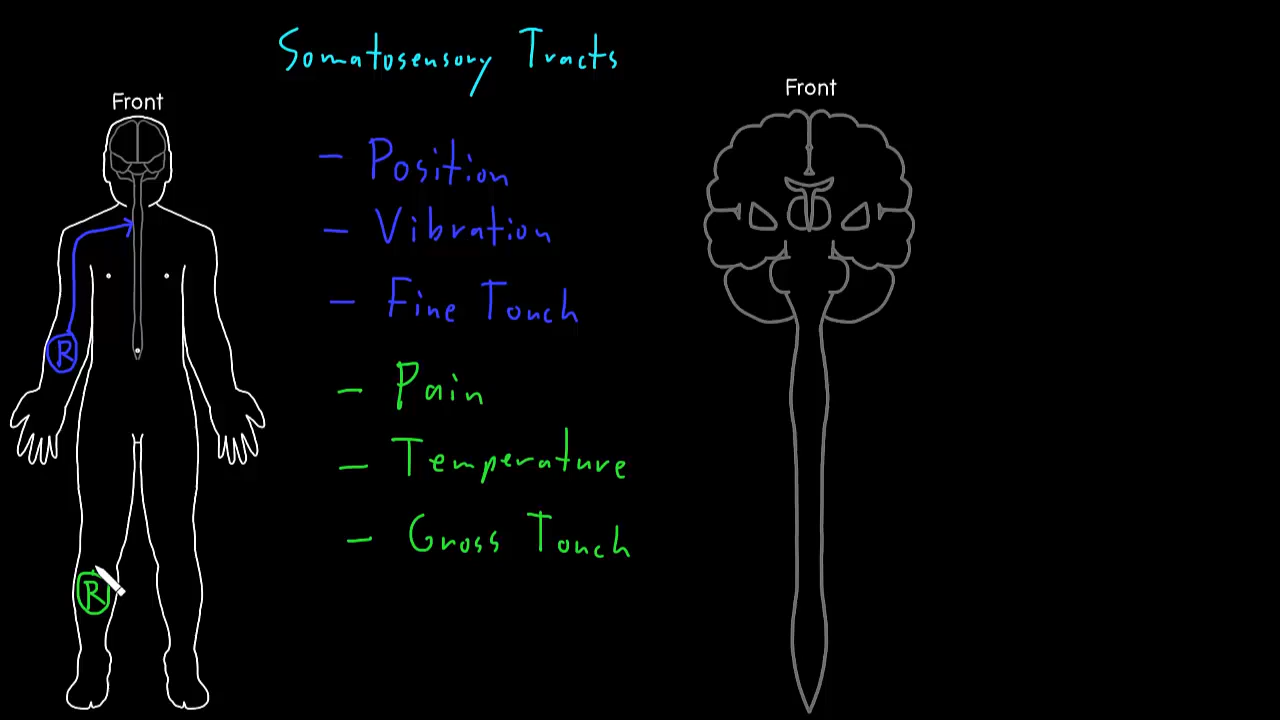 Somatosensory Tracts
Front
Front
- Position
- Vibration
- Fine Touch
R
- Pain
- Temperature
- Gross Touch
R